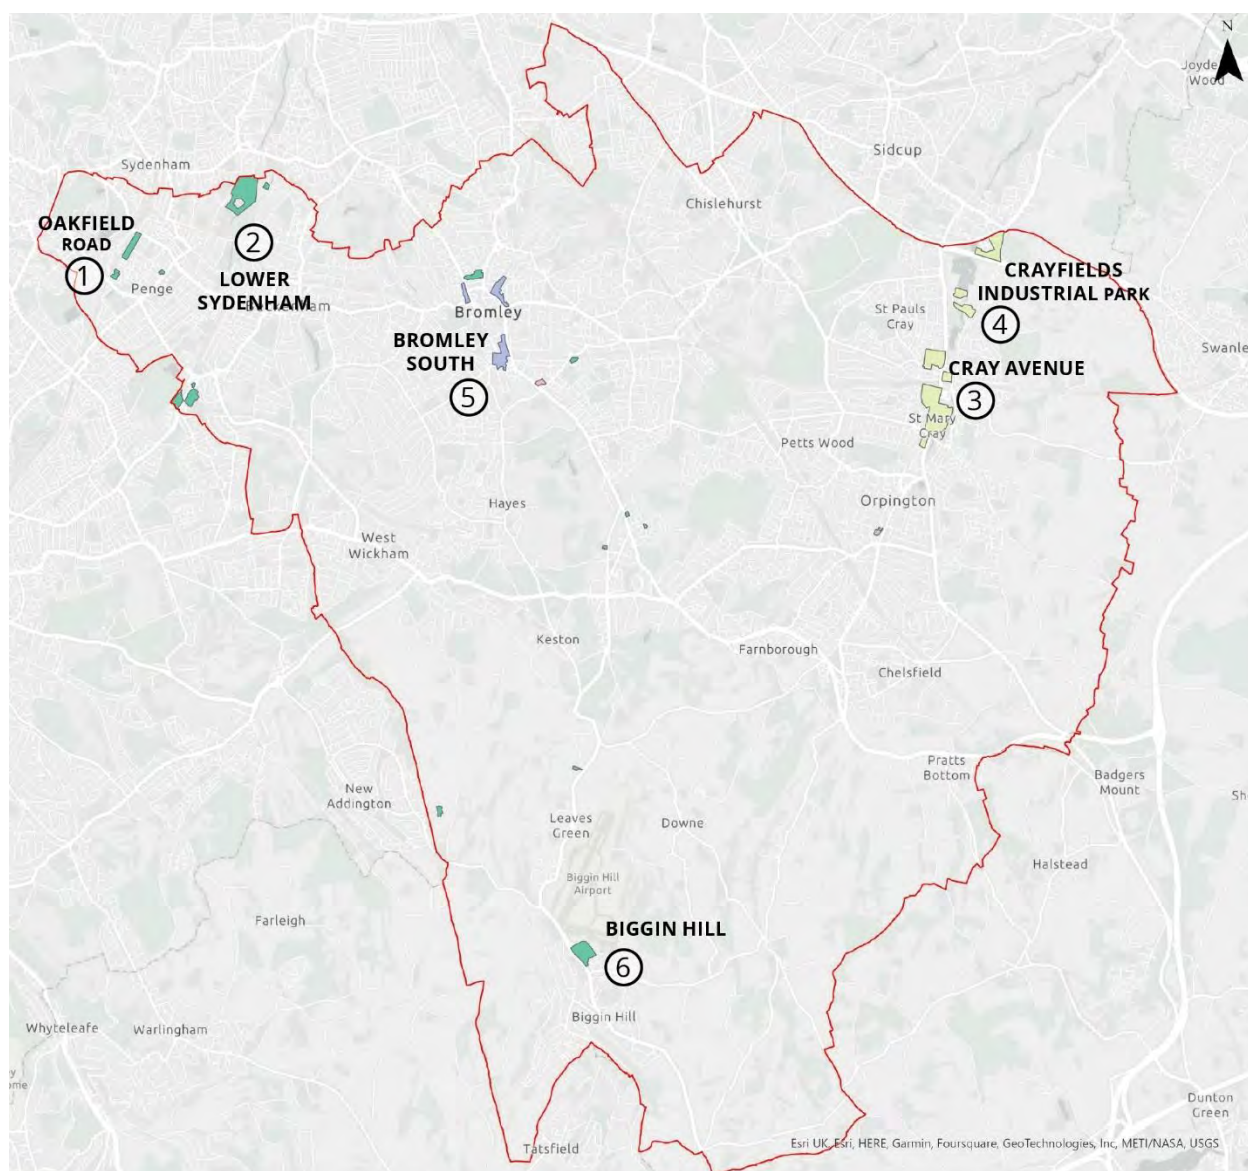 N
Joyden
Wood
Sydenham
Sidcup
Chislehurst
OAKFIELD
ROAD
1
Penge
2
LOWER
SYDENHAM
Beckenham
CRAYFIELDS
INDUSTRIAL PARK
4
St Pauls
Cray
Bromley
BROMLEY
SOUTH
5
Swanle
CRAY AVENUE
3
St Mary
Cray
Petts Wood
Orpington
Hayes
West
Wickham
Keston
Farnborough
Chelsfield
Pratts
Bottom
Badgers
Mount
Sh
New
Addington
Leaves
Green
Downe
Halstead
Biggin Hill
Airport
Farleigh
BIGGIN HILL
6
Biggin Hill
Whyteleafe
Warlingham
Dunton
Green
Tatsfield
Esri UK, Esri, HERE, Garmin, Foursquare, GeoTechnologies, Inc, METI/NASA, USGS